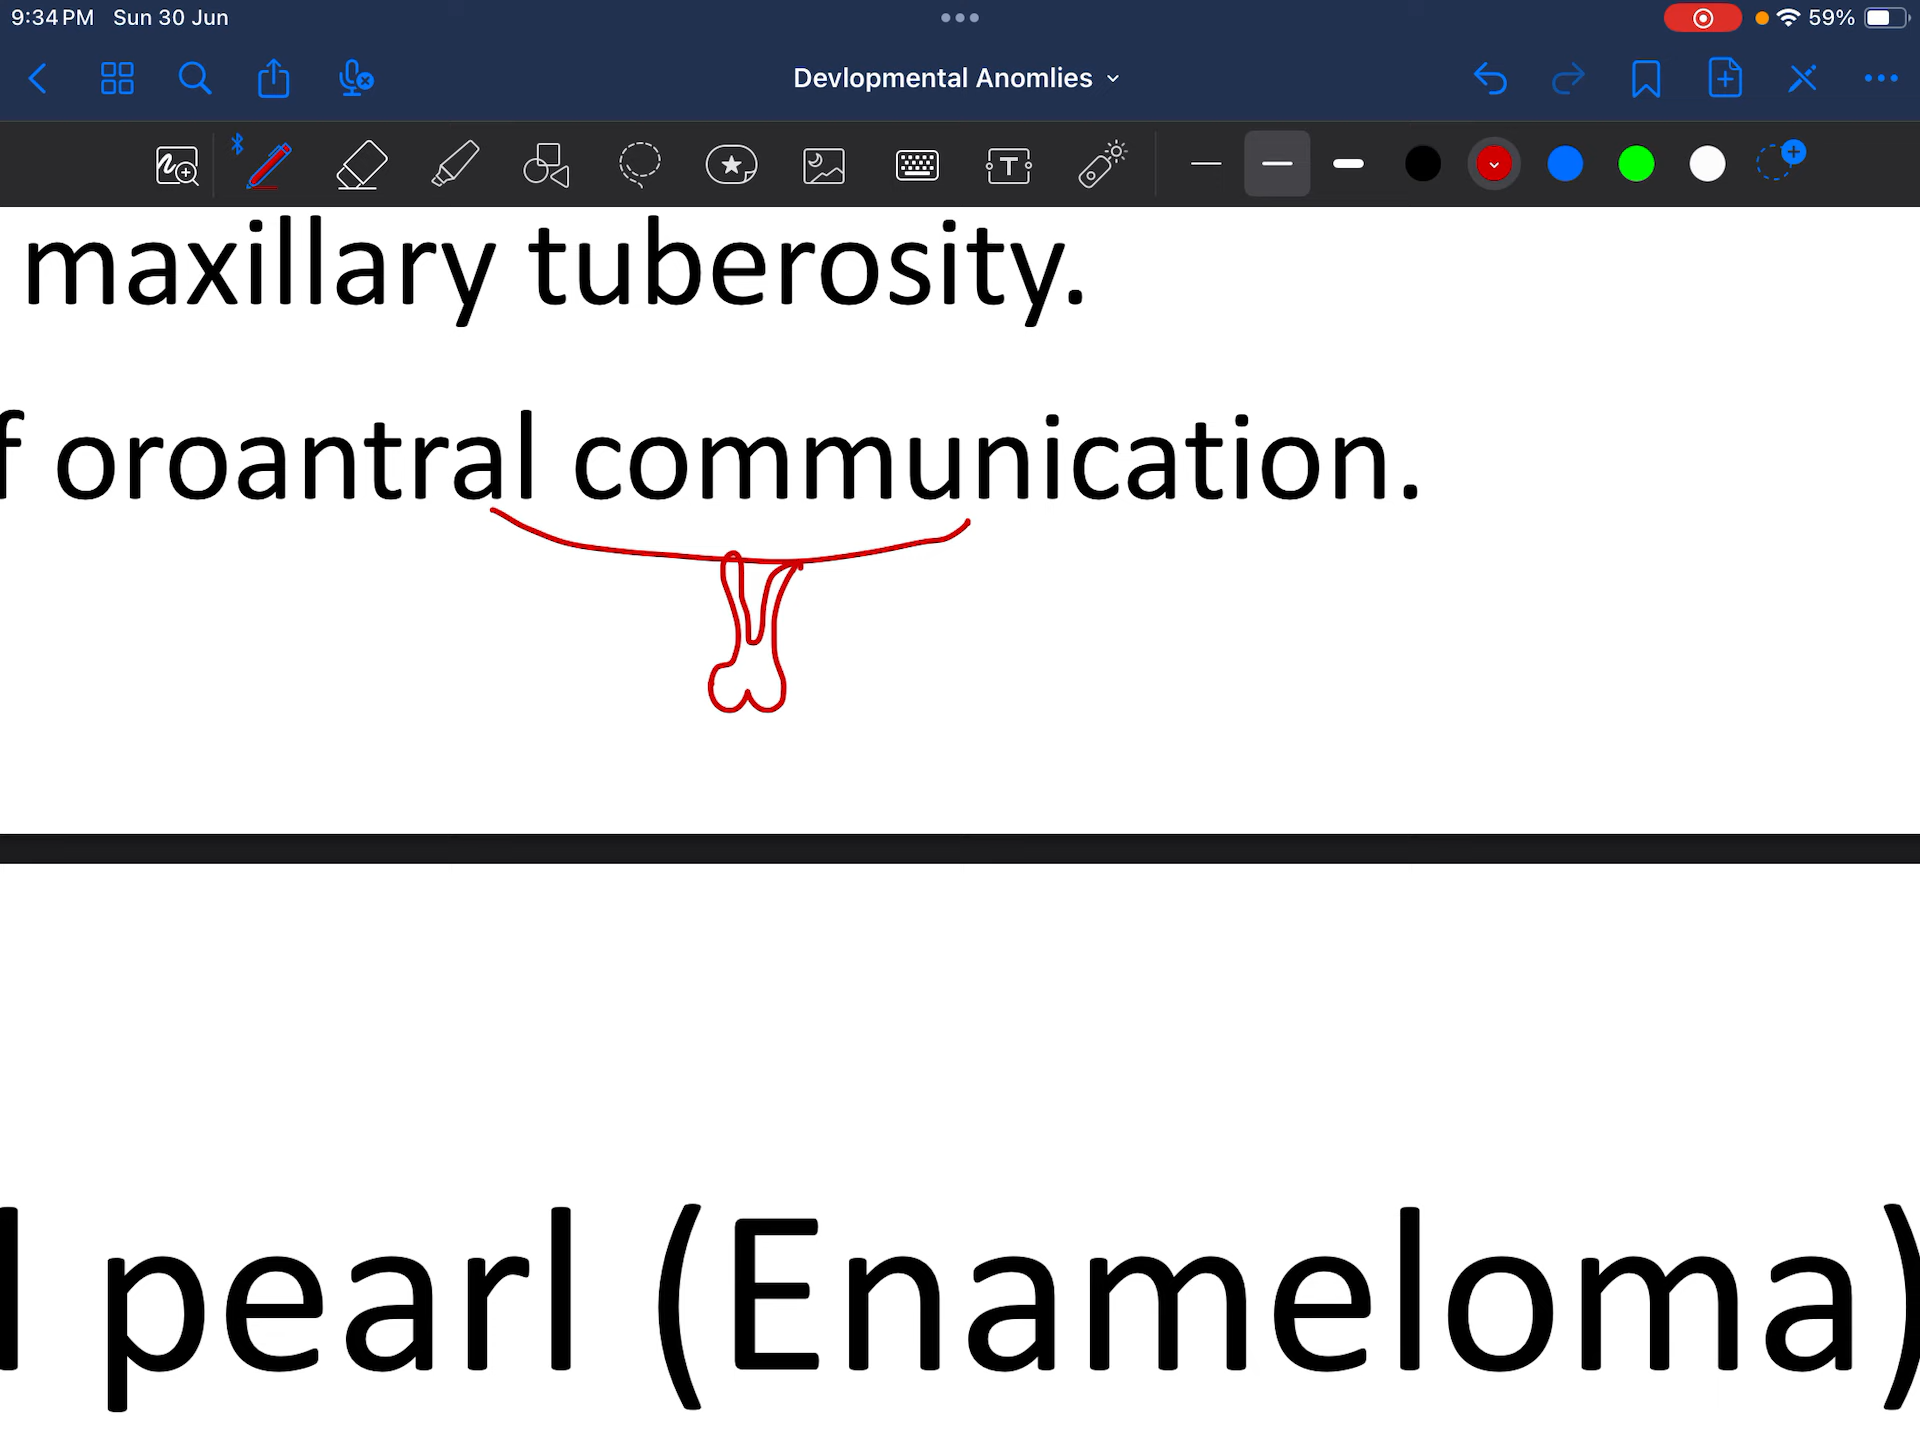 9:34 PM Sun 30 Jun 59%
Devlopmental Anomlies
T
maxillary tuberosity.
f oroantral communication.
l pearl (Enameloma)